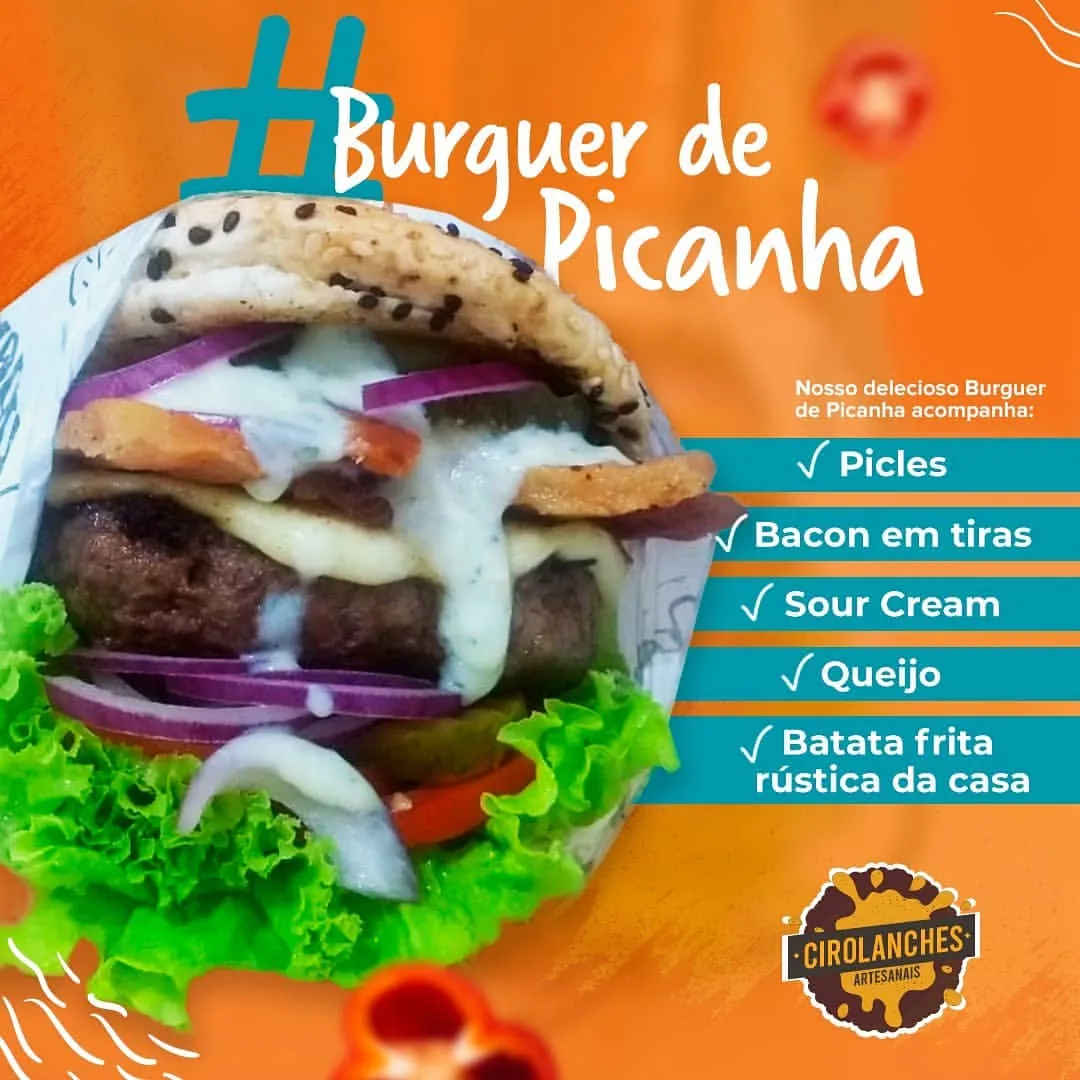 #Burguer de
Picanha
Nosso delecioso Burguer
de Picanha acompanha:
√ Picles
√ Bacon em tiras
√ Sour Cream
√ Queijo
√ Batata frita
rústica da casa
·CIROLANCHES·
ARTESANAIS